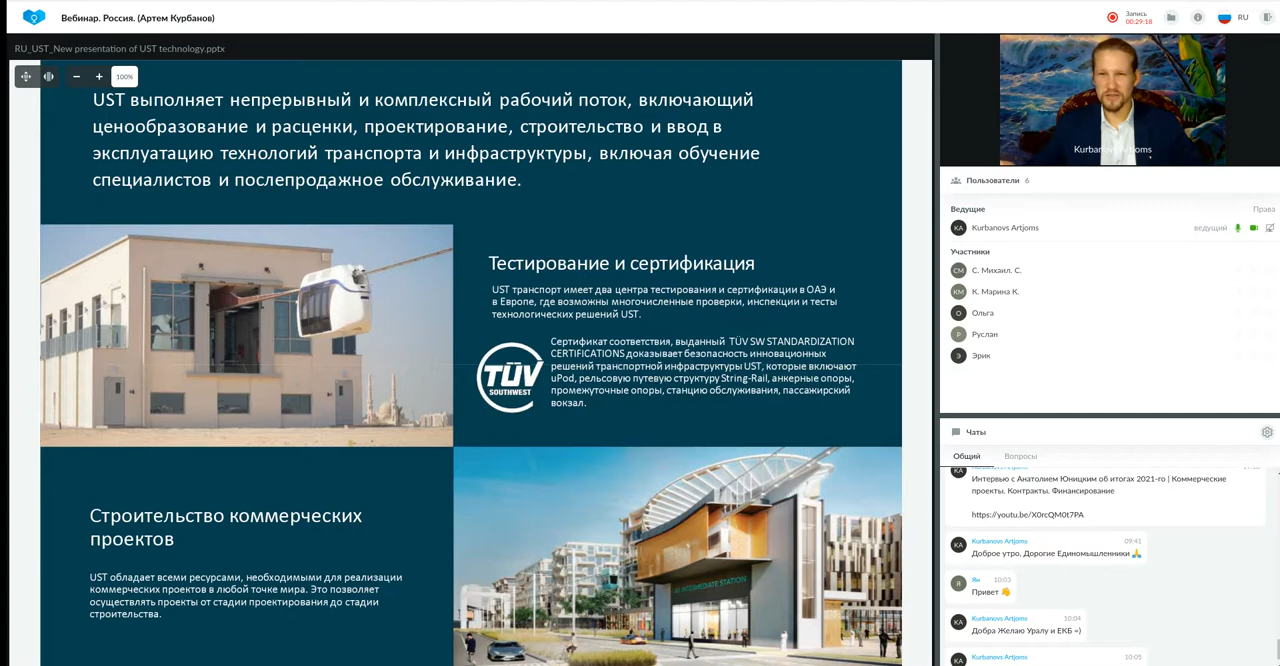 Вебинар. Россия. (Артем Курбанов)
Запись
00:29:18
RU
RU_UST_New presentation of UST technology.pptx
100%
UST выполняет непрерывный и комплексный рабочий поток, включающий
ценообразование и расценки, проектирование, строительство и ввод в
эксплуатацию технологий транспорта и инфраструктуры, включая обучение
специалистов и послепродажное обслуживание.
Тестирование и сертификация
UST транспорт имеет два центра тестирования и сертификации в ОАЭ и
в Европе, где возможны многочисленные проверки, инспекции и тесты
технологических решений UST.
TÜV
SOUTHWEST
Сертификат соответствия, выданный TÜV SW STANDARDIZATION
CERTIFICATIONS доказывает безопасность инновационных
решений транспортной инфраструктуры UST, которые включают
uPod, рельсовую путевую структуру String-Rail, анкерные опоры,
промежуточные опоры, станцию обслуживания, пассажирский
вокзал.
Строительство коммерческих
проектов
UST обладает всеми ресурсами, необходимыми для реализации
коммерческих проектов в любой точке мира. Это позволяет
осуществлять проекты от стадии проектирования до стадии
строительства.
INTERMEDIATE STATION
Kurbanovs Artjoms
Пользователи 6
Ведущие
Права
KA Kurbanovs Artjoms
ведущий
Участники
СМ С. Михаил. С.
КМ К. Марина К.
О Ольга
Р Руслан
Э Эрик
Чаты
Общий
Вопросы
KA
Интервью с Анатолием Юницким об итогах 2021-го | Коммерческие
проекты. Контракты. Финансирование
https://youtu.be/X0rcQM0t7PA
KA Kurbanovs Artjoms 09:41
Доброе утро, Дорогие Единомышленники 🙏
Я Ян 10:03
Привет 👋
KA Kurbanovs Artjoms 10:04
Добра Желаю Уралу и ЕКБ =)
KA Kurbanovs Artjoms 10:05